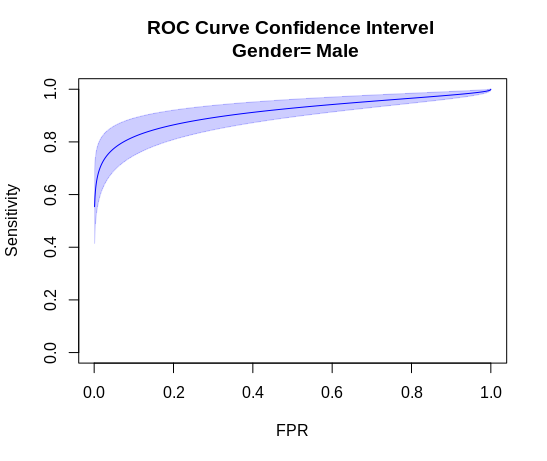 ROC Curve Confidence Intervel
Gender= Male
1.0
0.8
0.6
0.4
0.2
0.0
Sensitivity
0.0 0.2 0.4 0.6 0.8 1.0
FPR